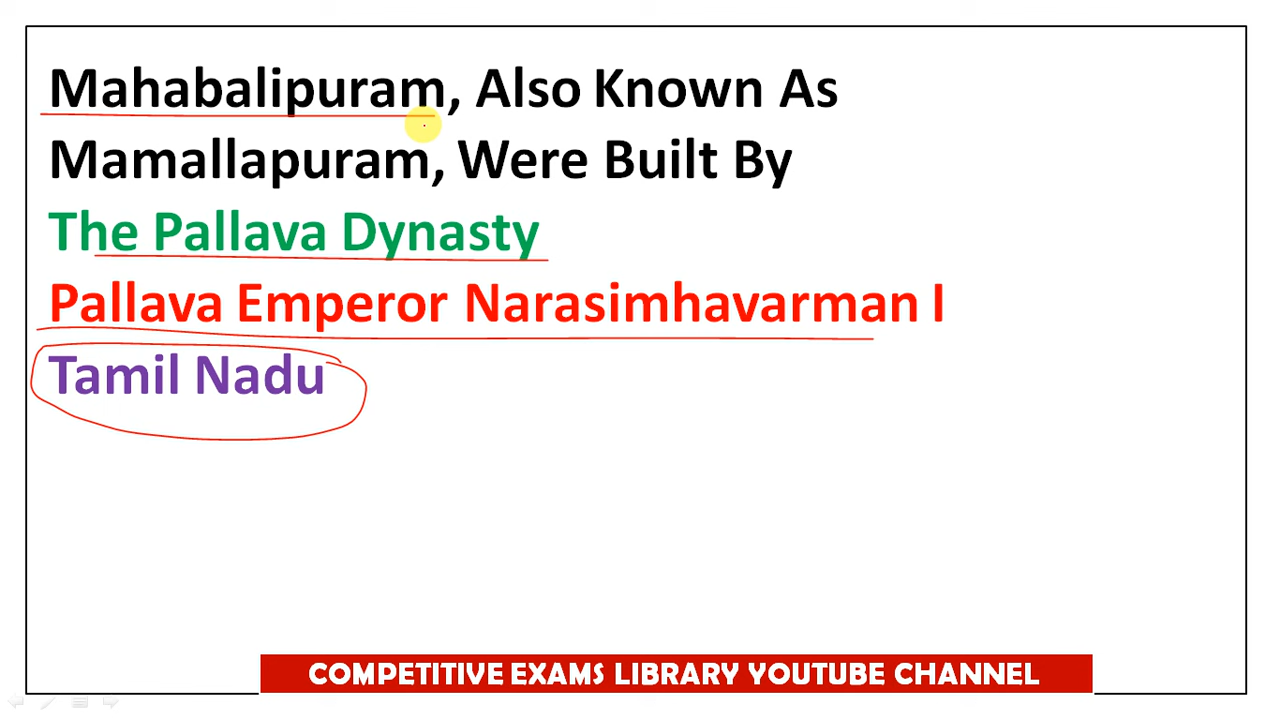 Mahabalipuram, Also Known As
Mamallapuram, Were Built By
The Pallava Dynasty
Pallava Emperor Narasimhavarman I
Tamil Nadu
COMPETITIVE EXAMS LIBRARY YOUTUBE CHANNEL